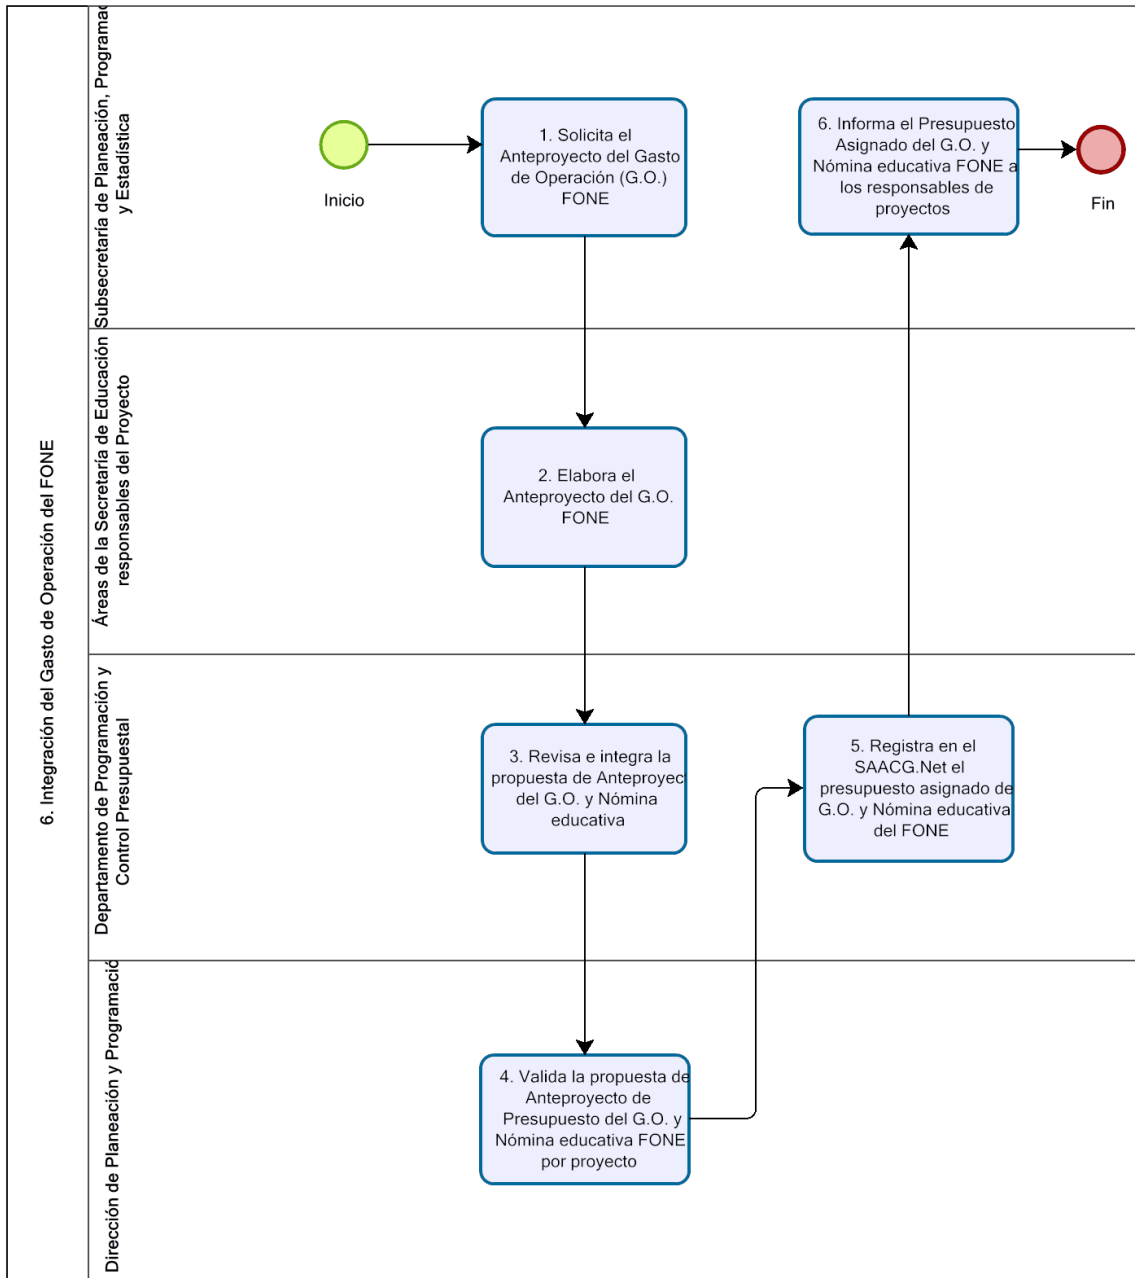 6. Integración del Gasto de Operación del FONE
Subsecretaría de Planeación, Programac
y Estadística
Inicio
1. Solicita el
Anteproyecto del Gasto
de Operación (G.O.)
FONE
6. Informa el Presupuesto
Asignado del G.O. y
Nómina educativa FONE a
los responsables de
proyectos
Fin
Áreas de la Secretaría de Educación
responsables del Proyecto
2. Elabora el
Anteproyecto del G.O.
FONE
Departamento de Programación y
Control Presupuestal
3. Revisa e integra la
propuesta de Anteproyec
del G.O. y Nómina
educativa
5. Registra en el
SAACG.Net el
presupuesto asignado de
G.O. y Nómina educativa
del FONE
Dirección de Planeación y Programació
4. Valida la propuesta de
Anteproyecto de
Presupuesto del G.O. y
Nómina educativa FONE
por proyecto